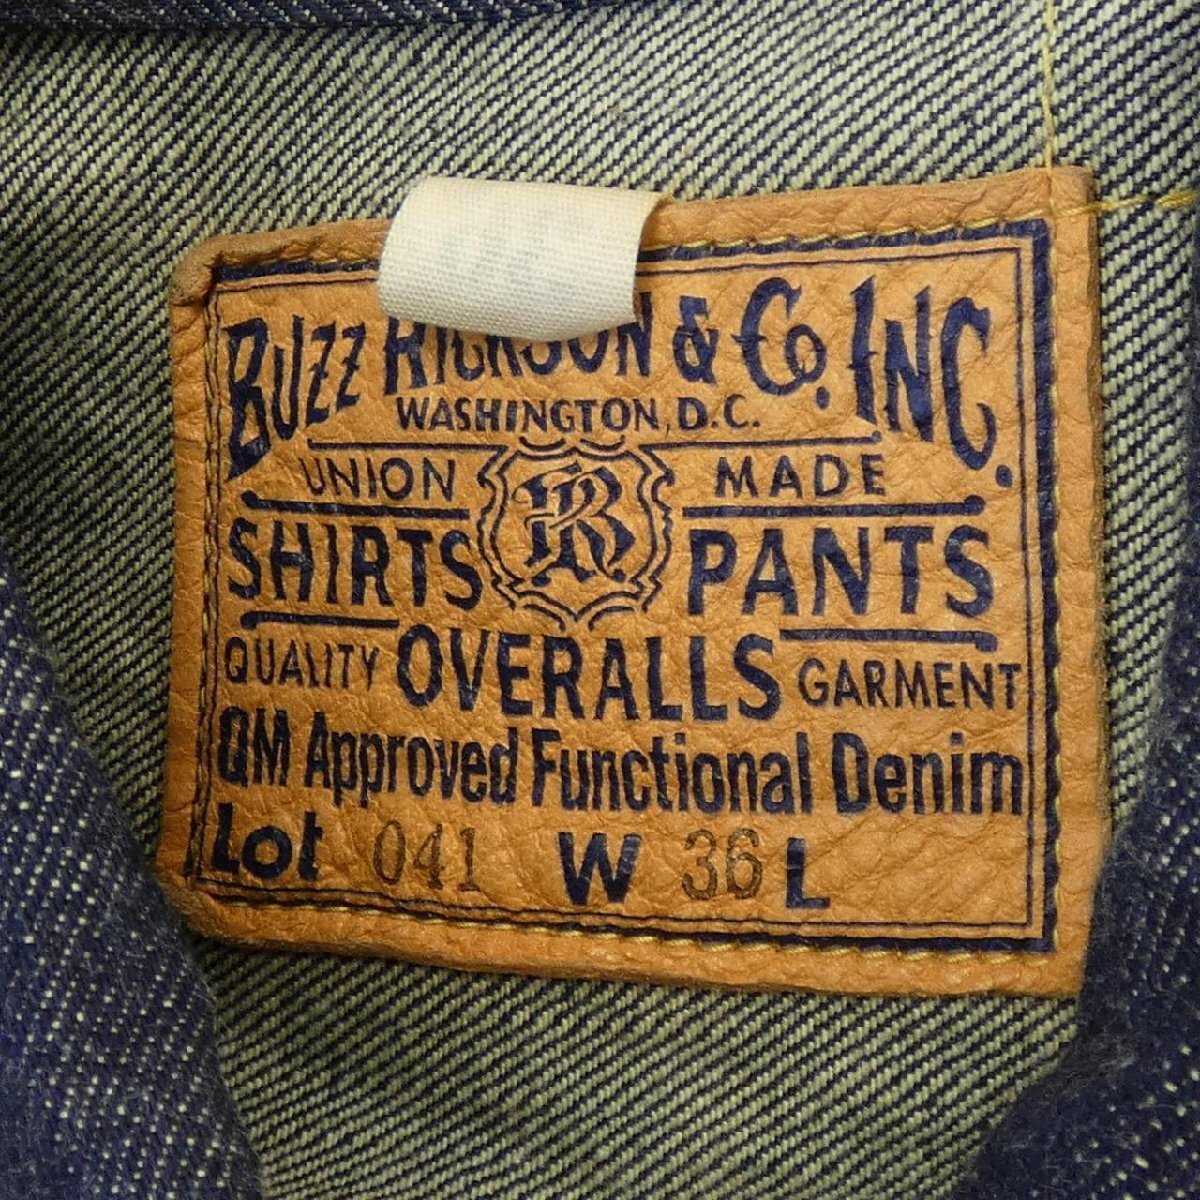 BUZZ RICKSON & CO. INC.
WASHINGTON, D.C.
UNION MADE
SHIRTS BR PANTS
QUALITY OVERALLS GARMENT
QM Approved Functional Denim
Lot 041 W 36 L